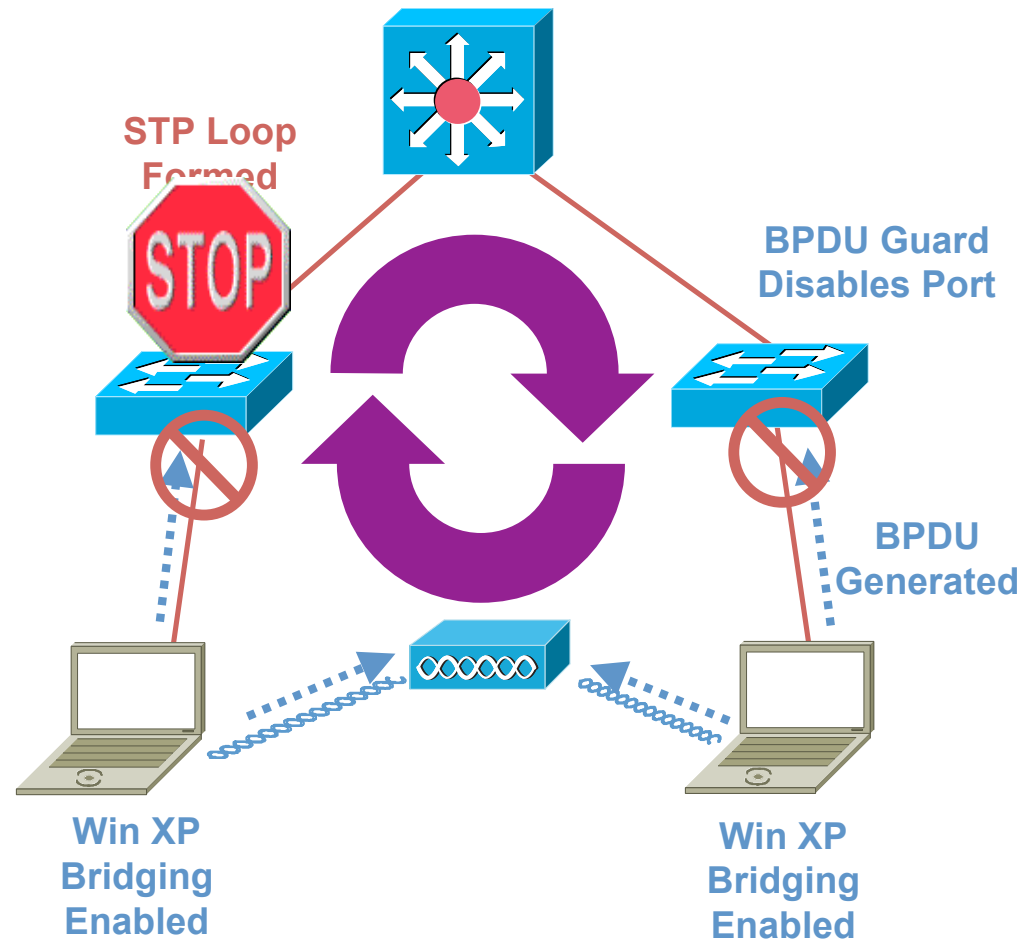 STP Loop
Formed
STOP
BPDU Guard
Disables Port
BPDU
Generated
Win XP
Bridging
Enabled
Win XP
Bridging
Enabled